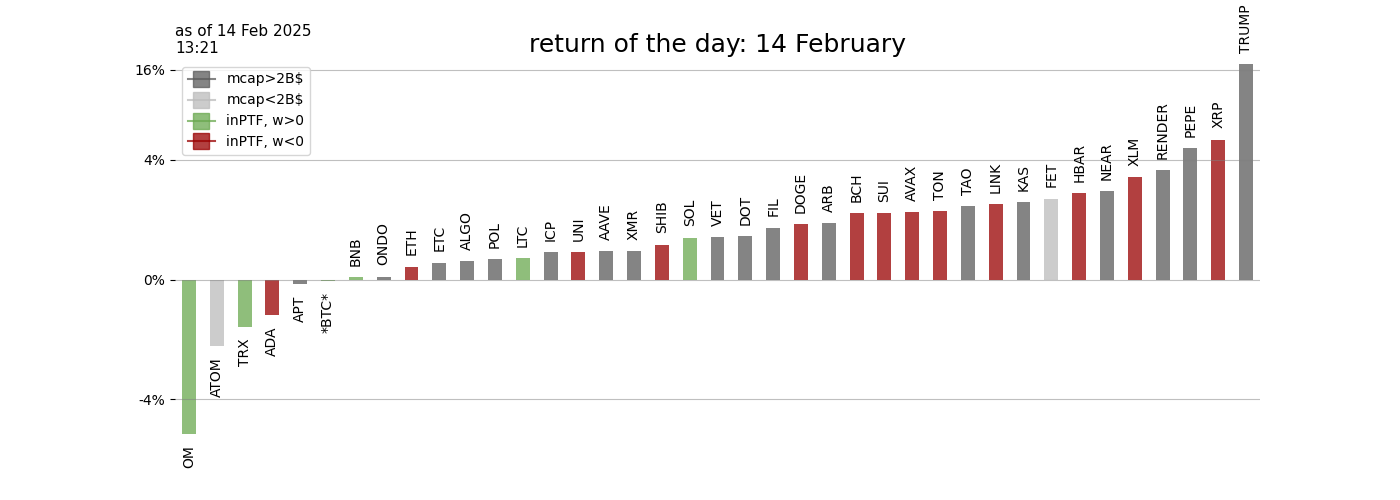 as of 14 Feb 2025
13:21
return of the day: 14 February
16%
4%
0%
-4%
mcap>2B$
mcap<2B$
inPTF, w>0
inPTF, w<0
OM
ATOM
TRX
ADA
APT
*BTC*
BNB
ONDO
ETH
ETC
ALGO
POL
LTC
ICP
UNI
AAVE
XMR
SHIB
SOL
VET
DOT
FIL
DOGE
ARB
BCH
SUI
AVAX
TON
TAO
LINK
KAS
FET
HBAR
NEAR
XLM
RENDER
PEPE
XRP
TRUMP